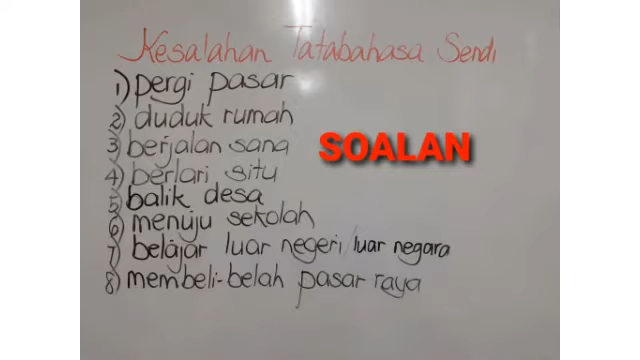 Kesalahan Tatabahasa Sendi
1) pergi pasar
2) duduk rumah
3) berjalan sana
SOALAN
4) berlari situ
5) balik desa
6) menuju sekolah
7) belajar luar negeri/luar negara
8) membeli-belah pasar raya